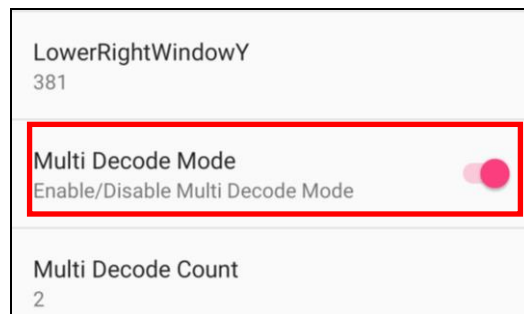 LowerRightWindowY
381
Multi Decode Mode
Enable/Disable Multi Decode Mode
Multi Decode Count
2